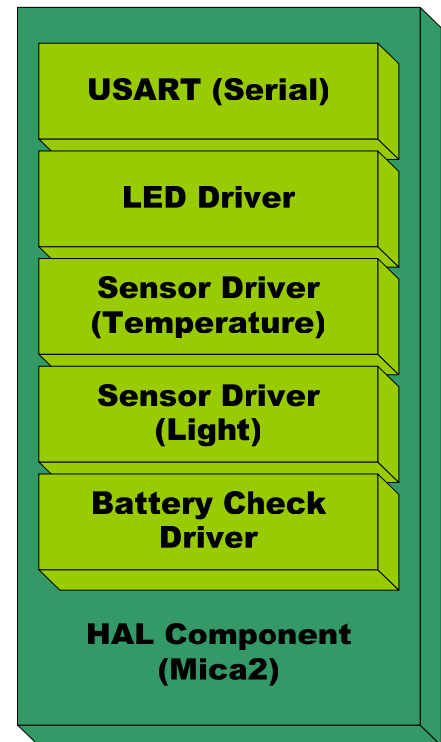 USART (Serial)
LED Driver
Sensor Driver
(Temperature)
Sensor Driver
(Light)
Battery Check
Driver
HAL Component
(Mica2)